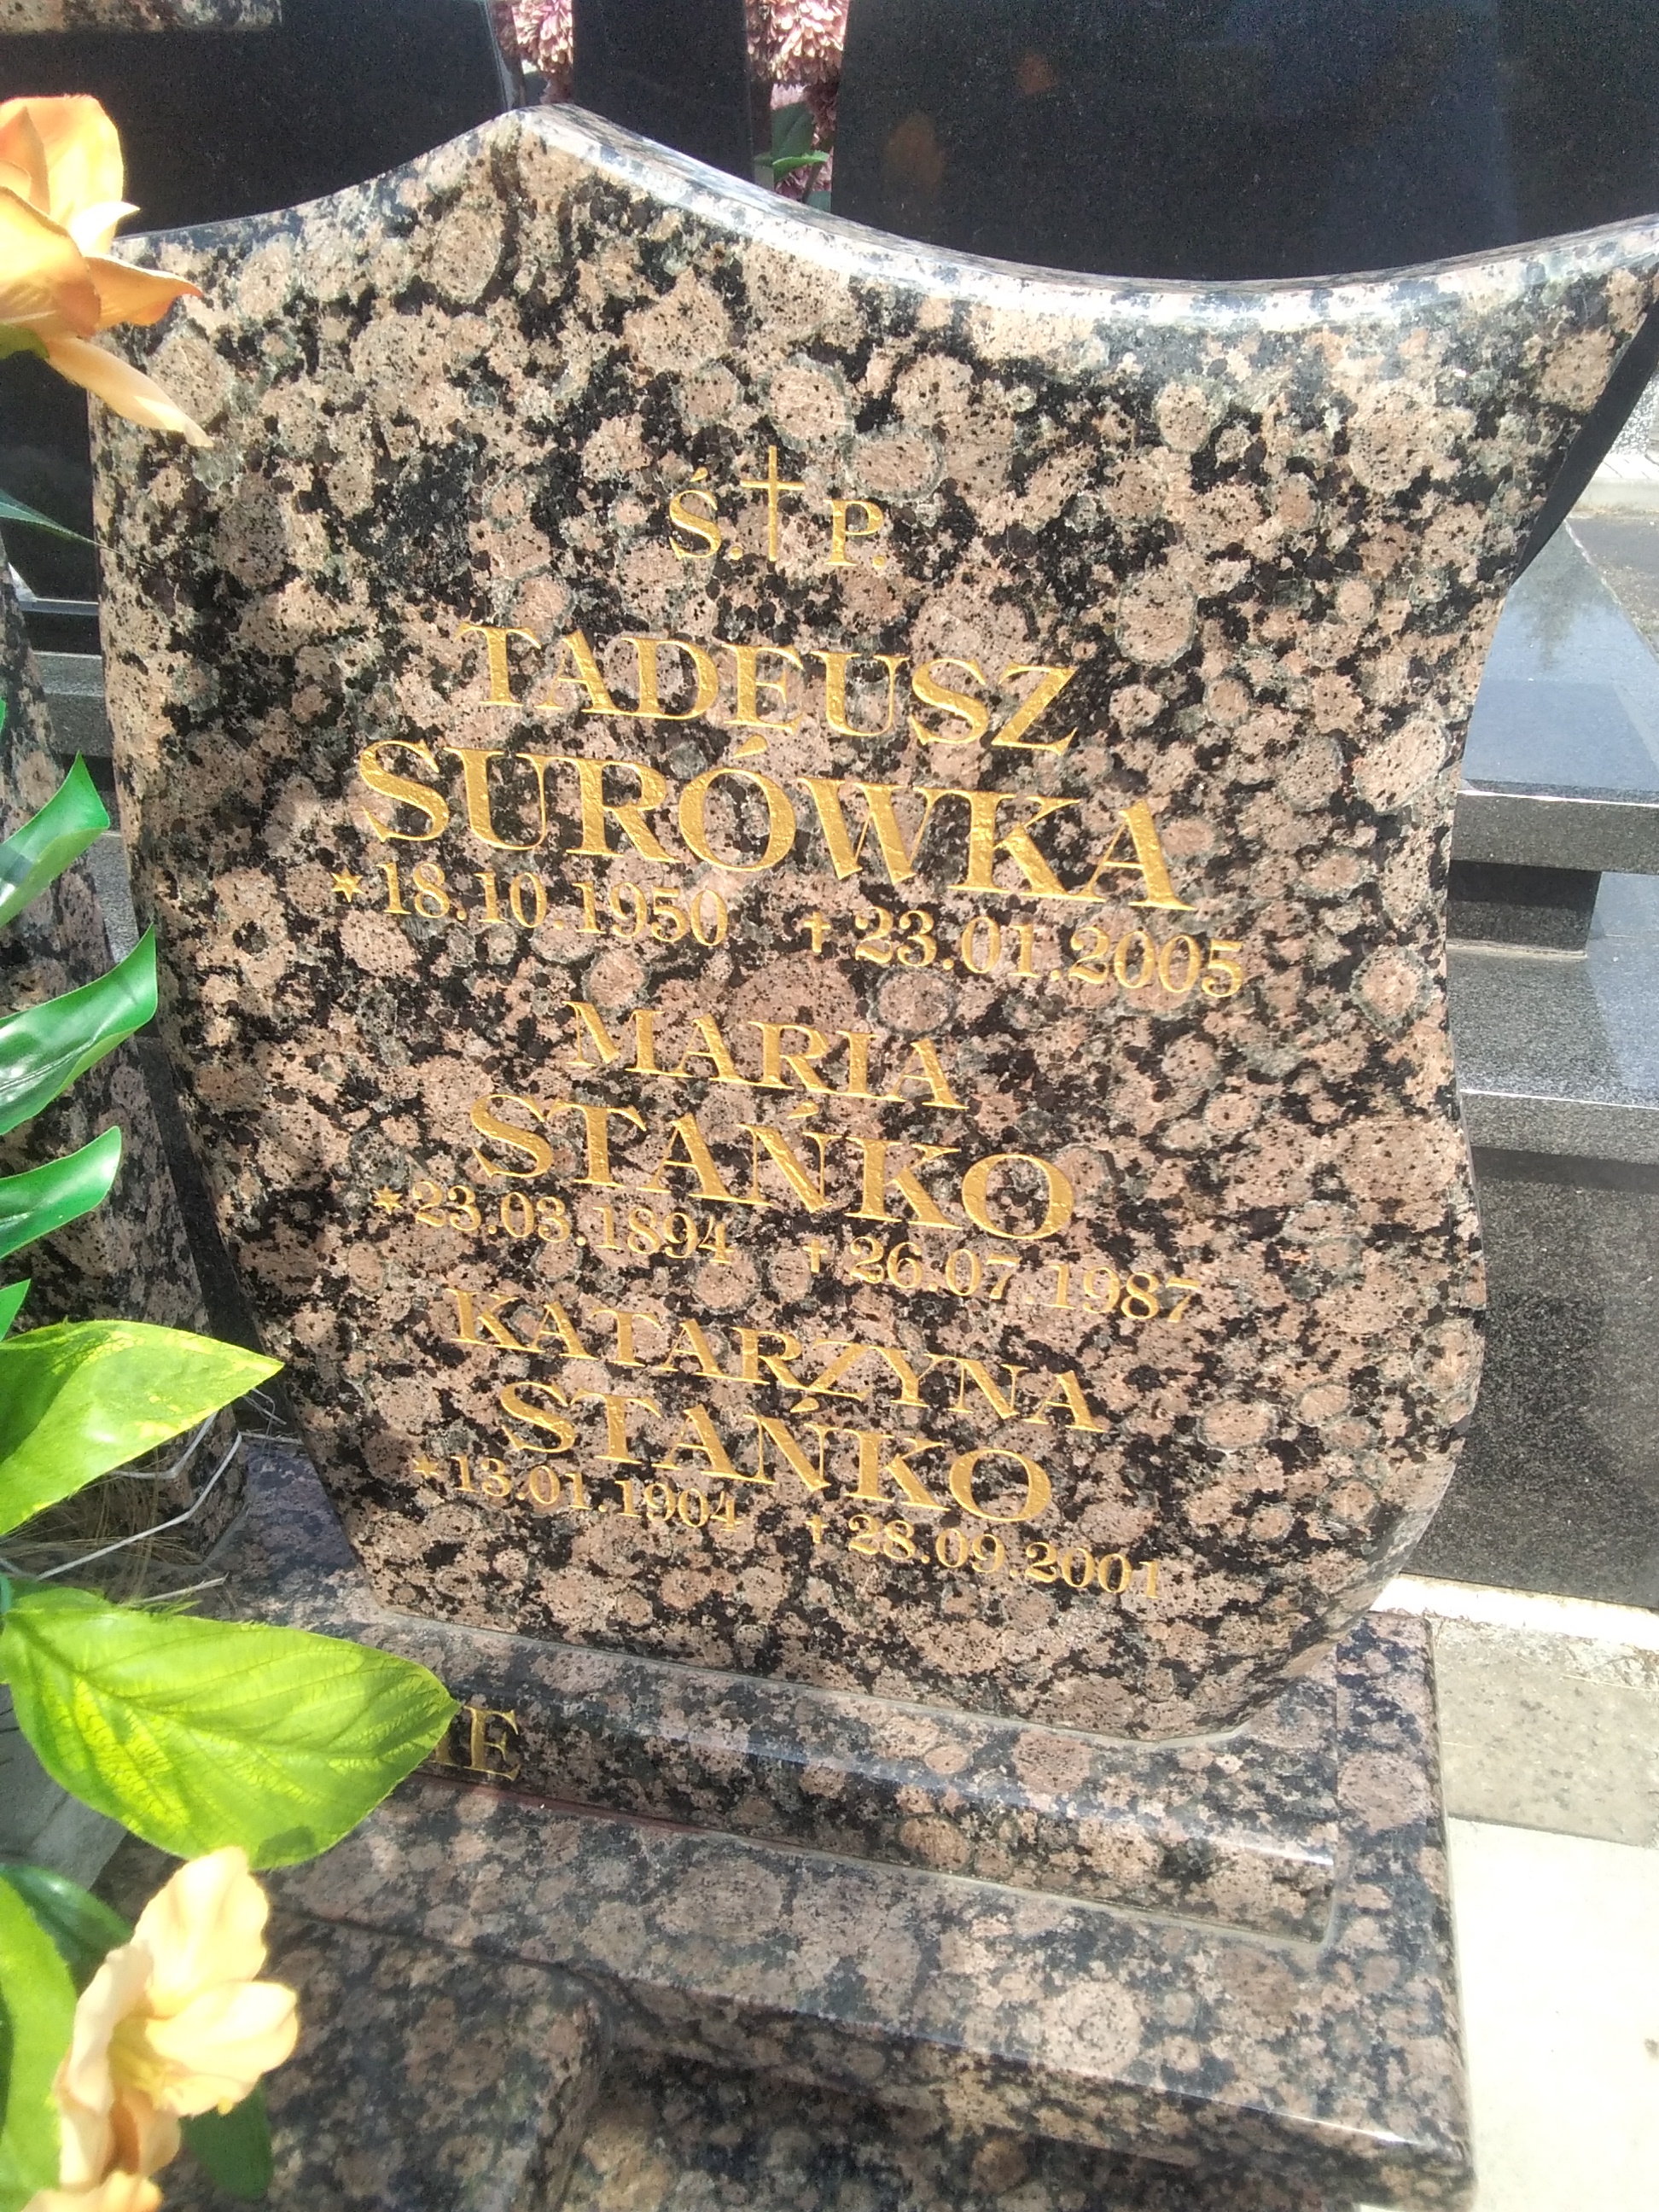 Ś.✝P.
TADEUSZ
SURÓWKA
✶18.10.1950 ✝23.01.2005
MARIA
STAŃKO
✶23.03.1894 ✝26.07.1987
KATARZYNA
STAŃKO
✶13.01.1904 ✝28.09.2001